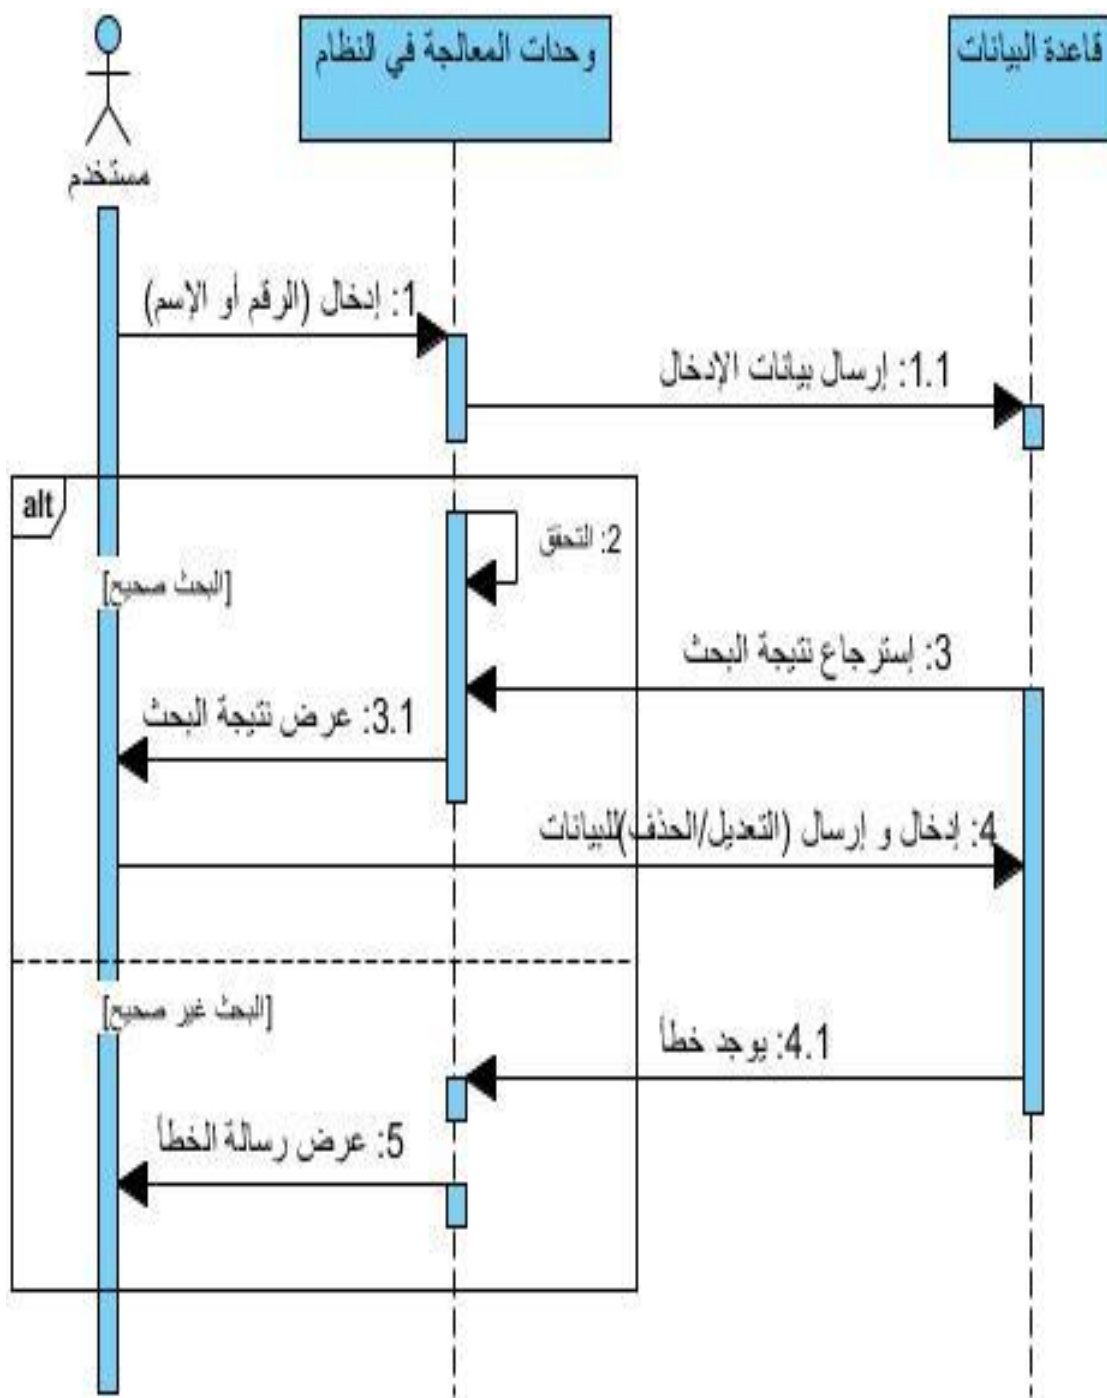 وحدات المعالجة في النظام
قاعدة البيانات
مستخدم
1: إدخال (الرقم أو الإسم)
1.1: إرسال بيانات الإدخال
alt
2: التحقق
[البحث صحيح]
3: إسترجاع نتيجة البحث
3.1: عرض نتيجة البحث
4: إدخال و إرسال (التعديل/الحذف)للبيانات
[البحث غير صحيح]
4.1: يوجد خطأ
5: عرض رسالة الخطأ